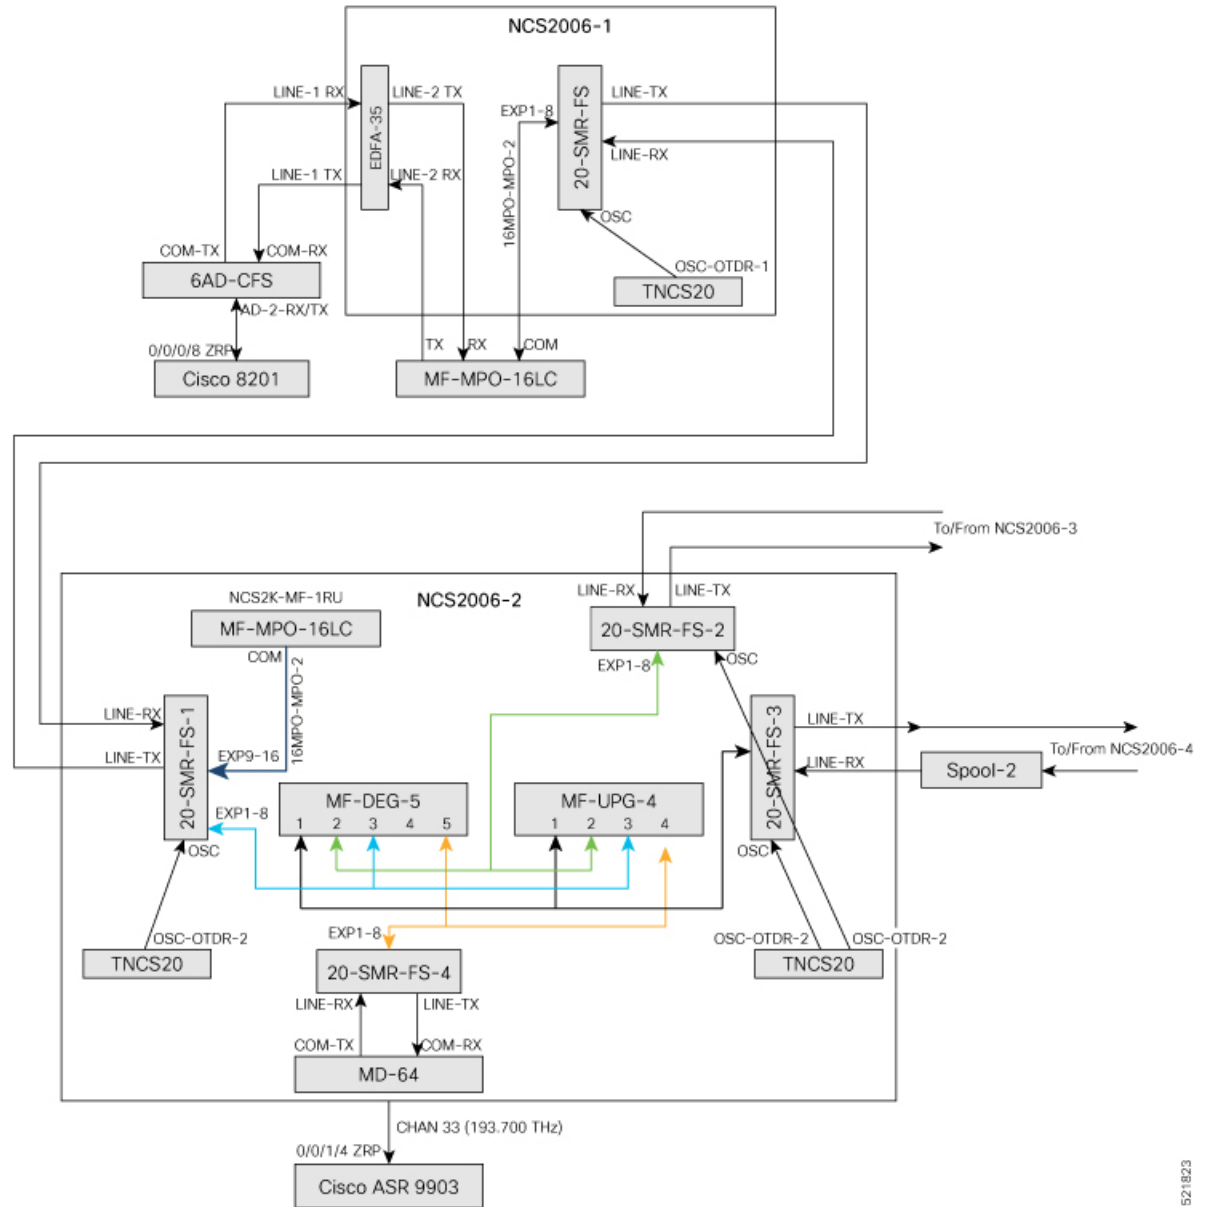 NCS2006-1
LINE-1 RX
LINE-2 TX
EDFA-35
LINE-1 TX
LINE-2 RX
EXP1-8
20-SMR-FS
LINE-TX
LINE-RX
16MPO-MPO-2
OSC
OSC-OTDR-1
TNCS20
COM-TX
COM-RX
6AD-CFS
AD-2-RX/TX
0/0/0/8 ZRP
Cisco 8201
TX
RX
COM
MF-MPO-16LC
To/From NCS2006-3
NCS2006-2
NCS2K-MF-1RU
MF-MPO-16LC
COM
16MPO-MPO-2
LINE-RX
LINE-TX
20-SMR-FS-2
EXP1-8
OSC
LINE-RX
LINE-TX
20-SMR-FS-1
EXP9-16
EXP1-8
OSC
20-SMR-FS-3
LINE-TX
LINE-RX
To/From NCS2006-4
Spool-2
MF-DEG-5
1 2 3 4 5
MF-UPG-4
1 2 3 4
OSC
OSC-OTDR-2
TNCS20
OSC-OTDR-2
OSC-OTDR-2
TNCS20
EXP1-8
20-SMR-FS-4
LINE-RX
LINE-TX
COM-TX
COM-RX
MD-64
CHAN 33 (193.700 THz)
0/0/1/4 ZRP
Cisco ASR 9903
521823